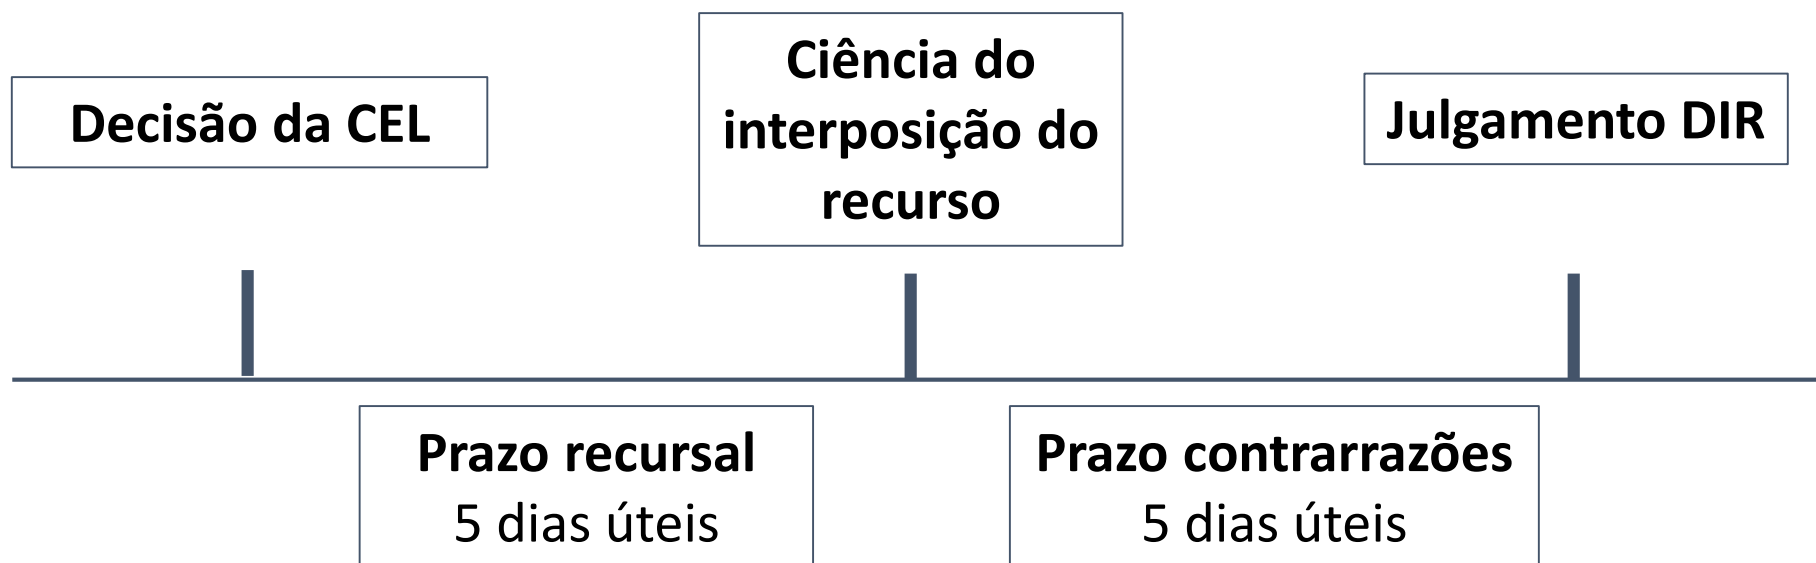 Decisão da CEL
Ciência do
interposição do
recurso
Julgamento DIR
Prazo recursal
5 dias úteis
Prazo contrarrazões
5 dias úteis